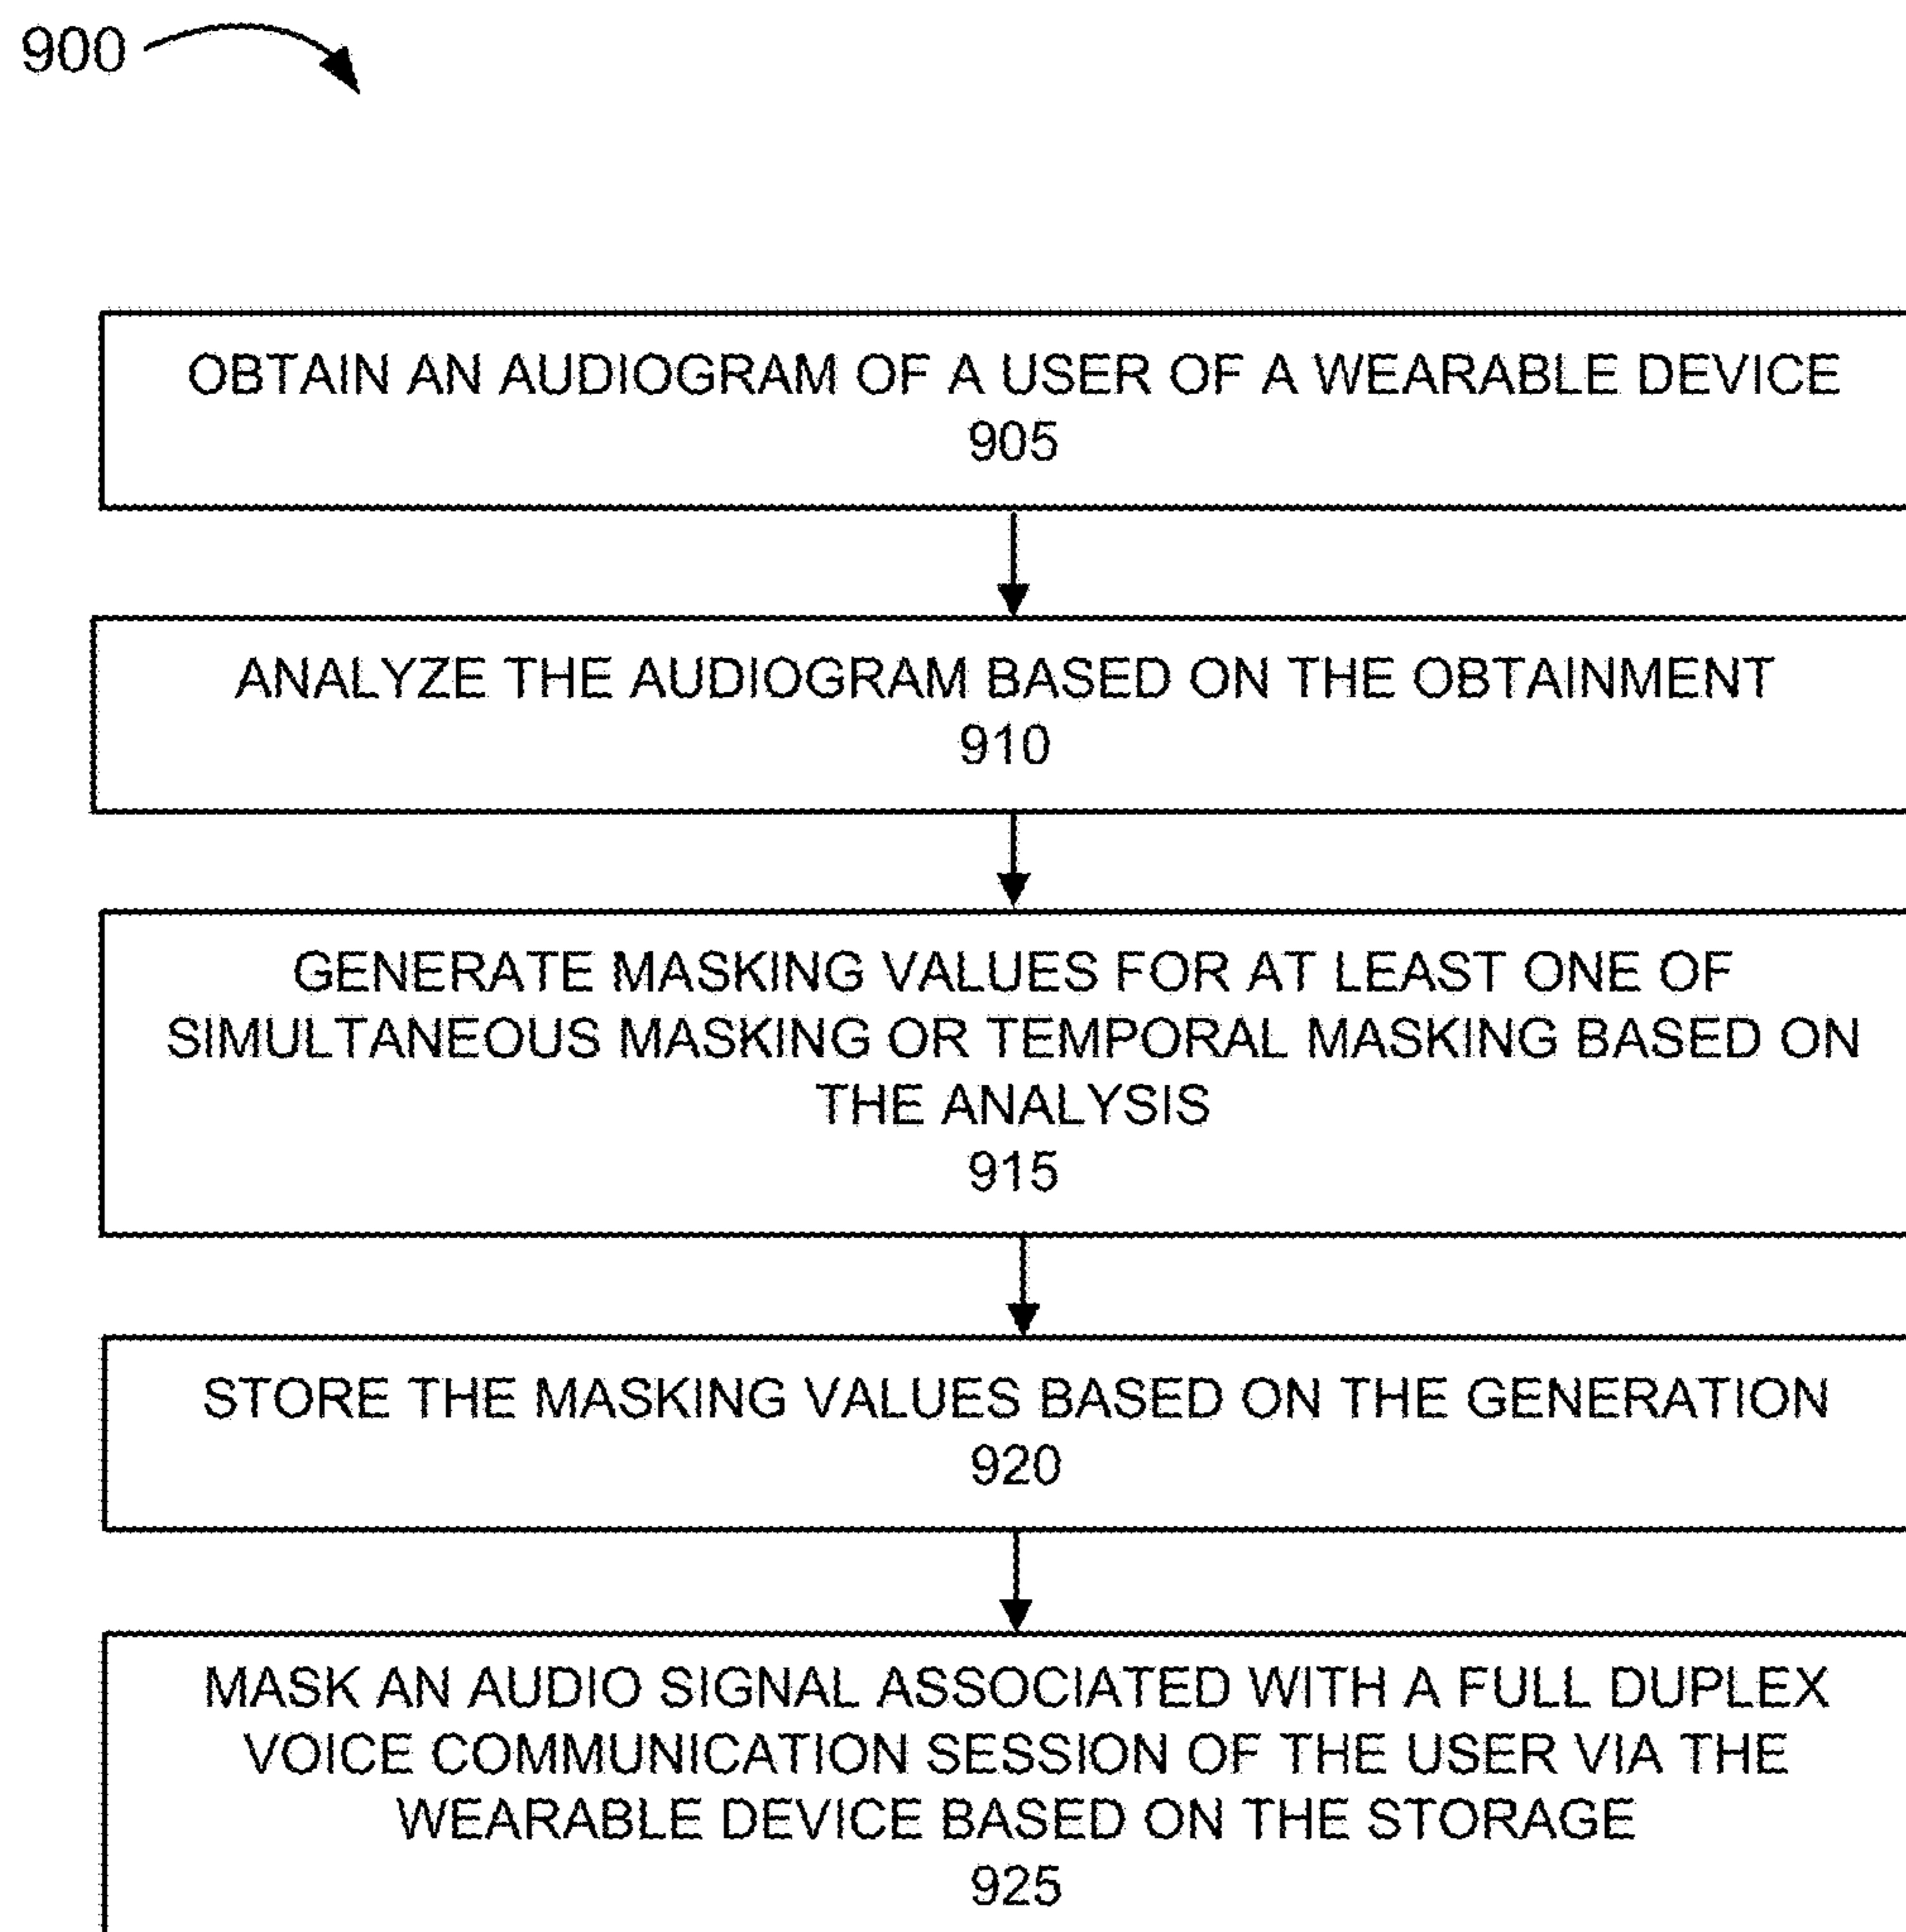 900
OBTAIN AN AUDIOGRAM OF A USER OF A WEARABLE DEVICE
905
ANALYZE THE AUDIOGRAM BASED ON THE OBTAINMENT
910
GENERATE MASKING VALUES FOR AT LEAST ONE OF
SIMULTANEOUS MASKING OR TEMPORAL MASKING BASED ON
THE ANALYSIS
915
STORE THE MASKING VALUES BASED ON THE GENERATION
920
MASK AN AUDIO SIGNAL ASSOCIATED WITH A FULL DUPLEX
VOICE COMMUNICATION SESSION OF THE USER VIA THE
WEARABLE DEVICE BASED ON THE STORAGE
925